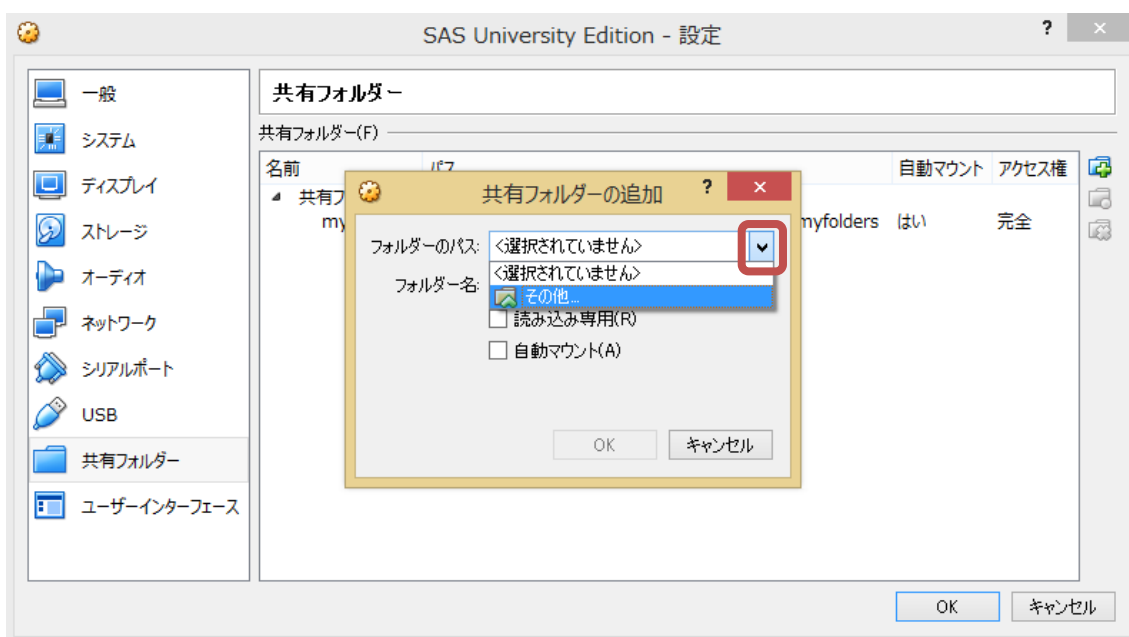 SAS University Edition - 設定
?
一般
システム
ディスプレイ
ストレージ
オーディオ
ネットワーク
シリアルポート
USB
共有フォルダー
ユーザーインターフェース
共有フォルダー
共有フォルダー(F)
名前 パス 自動マウント アクセス権
共有フ
my myfolders はい 完全
共有フォルダーの追加 ?
フォルダーのパス: <選択されていません>
<選択されていません>
フォルダー名: その他...
読み込み専用(R)
自動マウント(A)
OK キャンセル
OK キャンセル